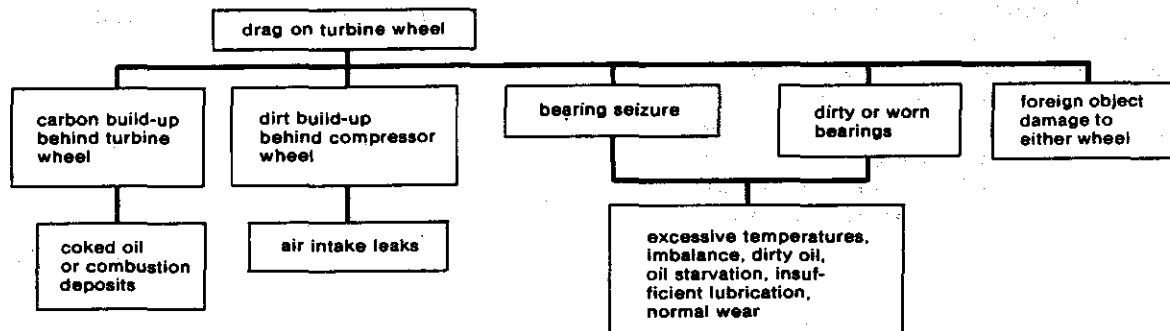 drag on turbine wheel
carbon build-up
behind turbine
wheel
dirt build-up
behind compressor
wheel
bearing seizure
dirty or worn
bearings
foreign object
damage to
either wheel
coked oil
or combustion
deposits
air intake leaks
excessive temperatures,
imbalance, dirty oil,
oil starvation, insuf-
ficient lubrication,
normal wear